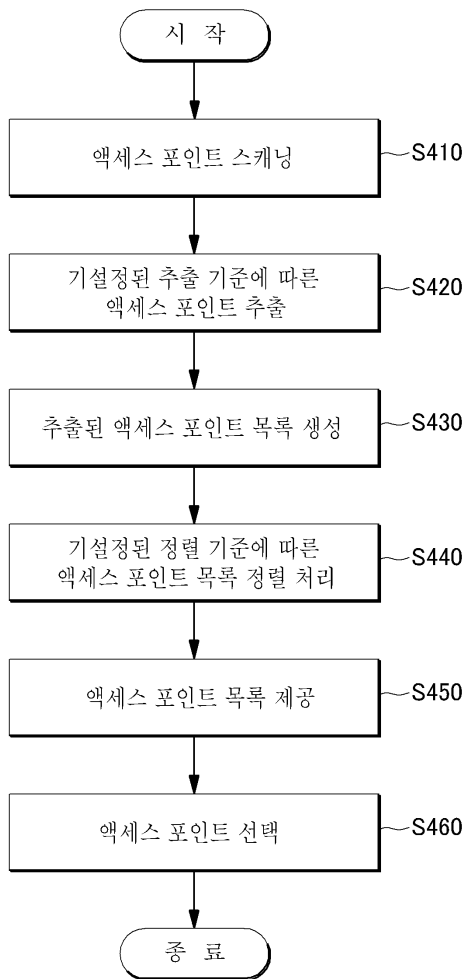 시 작
액세스 포인트 스캐닝
S410
기설정된 추출 기준에 따른
액세스 포인트 추출
S420
추출된 액세스 포인트 목록 생성
S430
기설정된 정렬 기준에 따른
액세스 포인트 목록 정렬 처리
S440
액세스 포인트 목록 제공
S450
액세스 포인트 선택
S460
종 료